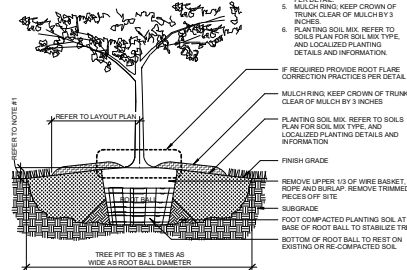 PER DETAIL.
5. MULCH RING; KEEP CROWN OF
TRUNK CLEAR OF MULCH BY 3
INCHES.
6. PLANTING SOIL MIX. REFER TO
SOILS PLAN FOR SOIL MIX TYPE,
AND LOCALIZED PLANTING
DETAILS AND INFORMATION.
IF REQUIRED PROVIDE ROOT FLARE
CORRECTION PRACTICES PER DETAIL
MULCH RING; KEEP CROWN OF TRUNK
CLEAR OF MULCH BY 3 INCHES
PLANTING SOIL MIX. REFER TO SOILS
PLAN FOR SOIL MIX TYPE, AND
LOCALIZED PLANTING DETAILS AND
INFORMATION
FINISH GRADE
REMOVE UPPER 1/3 OF WIRE BASKET,
ROPE AND BURLAP. REMOVE TRIMMED
PIECES OFF SITE
SUBGRADE
FOOT COMPACTED PLANTING SOIL AT
BASE OF ROOT BALL TO STABILIZE TRE
BOTTOM OF ROOT BALL TO REST ON
EXISTING OR RE-COMPACTED SOIL
REFER TO LAYOUT PLAN
REFER TO NOTE #1
ROOT BALL
TREE PIT TO BE 3 TIMES AS
WIDE AS ROOT BALL DIAMETER